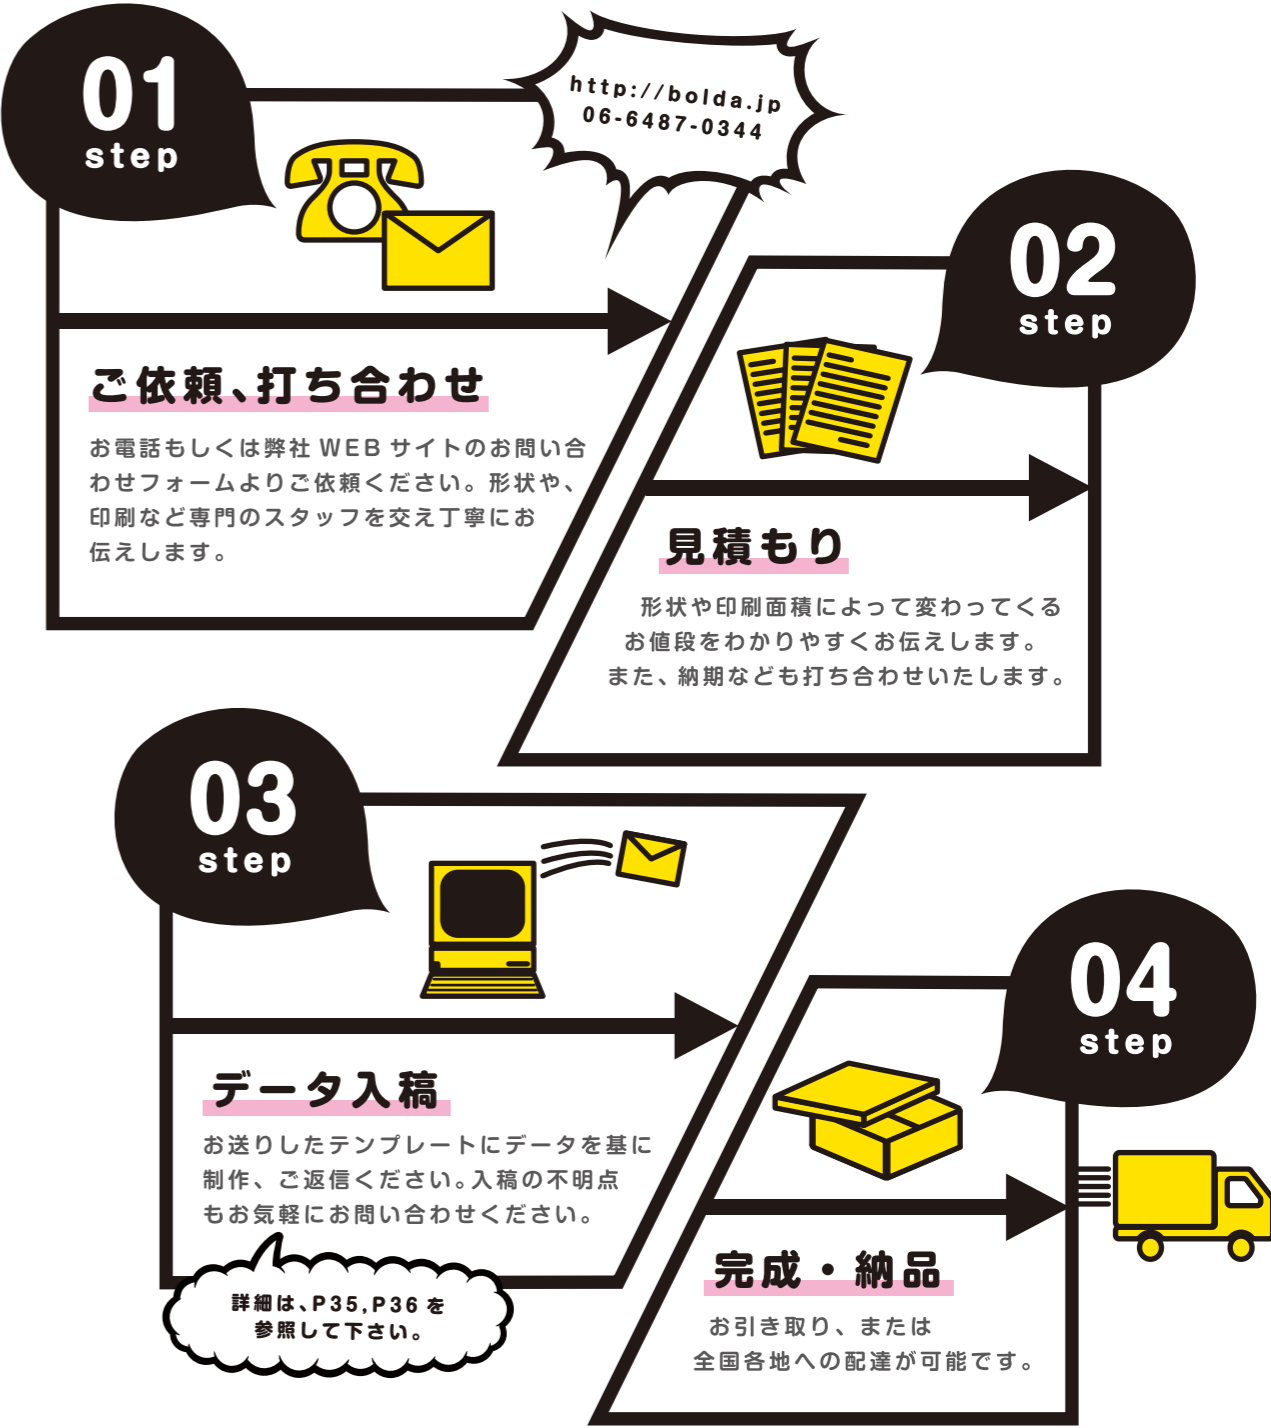 01
step
http://bolda.jp
06-6487-0344
ご依頼、打ち合わせ
お電話もしくは弊社 WEB サイトのお問い合
わせフォームよりご依頼ください。形状や、
印刷など専門のスタッフを交え丁寧にお
伝えします。
02
step
見積もり
形状や印刷面積によって変わってくる
お値段をわかりやすくお伝えします。
また、納期なども打ち合わせいたします。
03
step
データ入稿
お送りしたテンプレートにデータを基に
制作、ご返信ください。入稿の不明点
もお気軽にお問い合わせください。
詳細は、P35,P36 を
参照して下さい。
04
step
完成・納品
お引き取り、または
全国各地への配達が可能です。